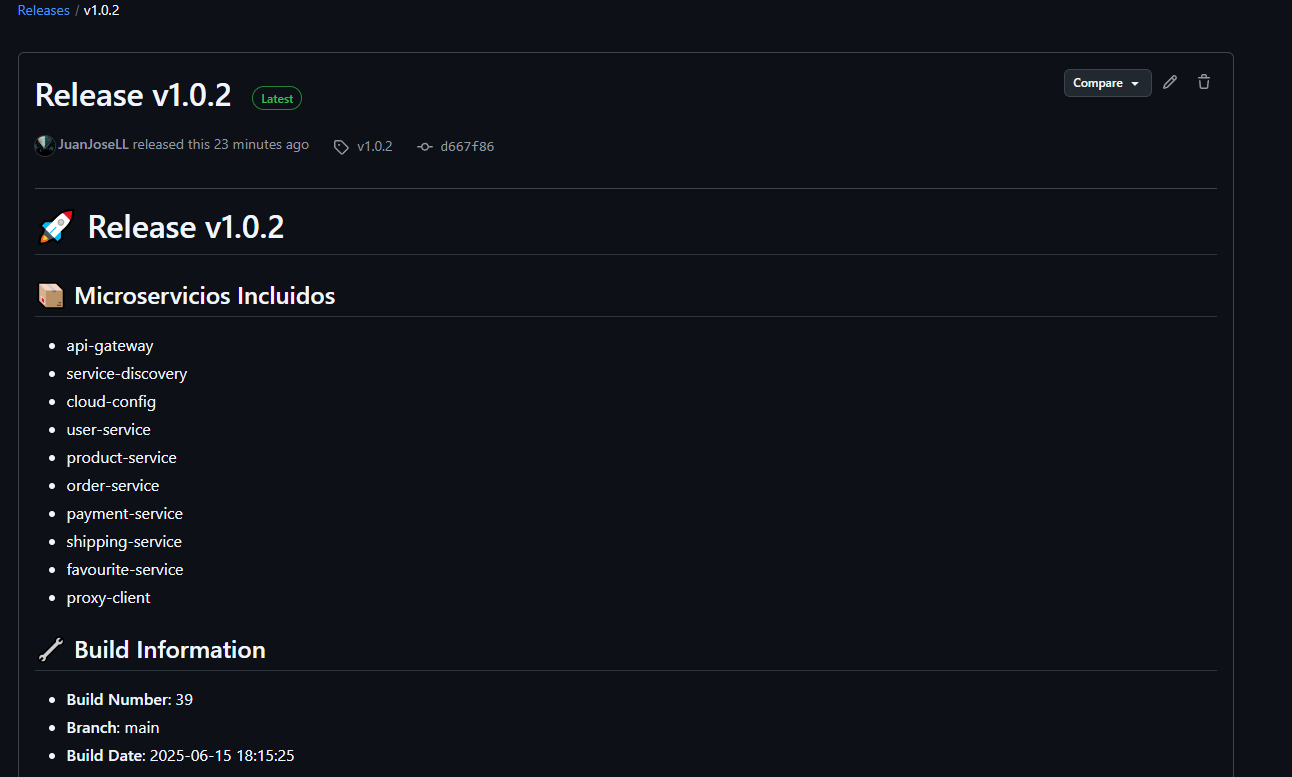 Releases / v1.0.2
Release v1.0.2 Latest
Compare
JuanJoseLL released this 23 minutes ago v1.0.2 d667f86
🚀 Release v1.0.2
📦 Microservicios Incluidos
api-gateway
service-discovery
cloud-config
user-service
product-service
order-service
payment-service
shipping-service
favourite-service
proxy-client
🔧 Build Information
Build Number: 39
Branch: main
Build Date: 2025-06-15 18:15:25